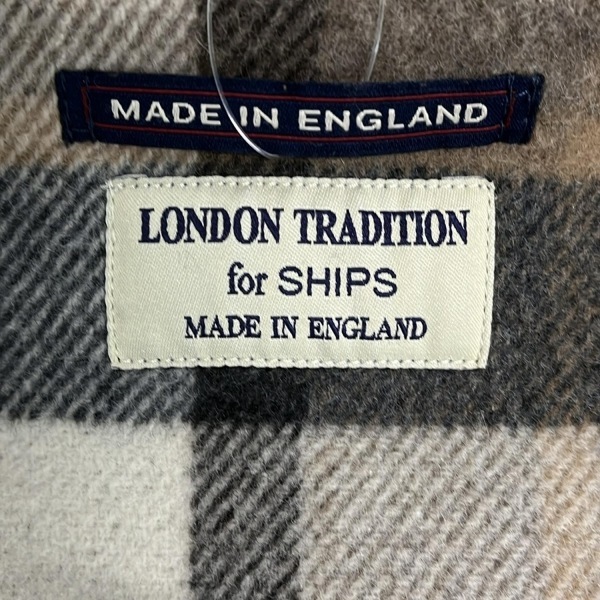 MADE IN ENGLAND
LONDON TRADITION
for SHIPS
MADE IN ENGLAND